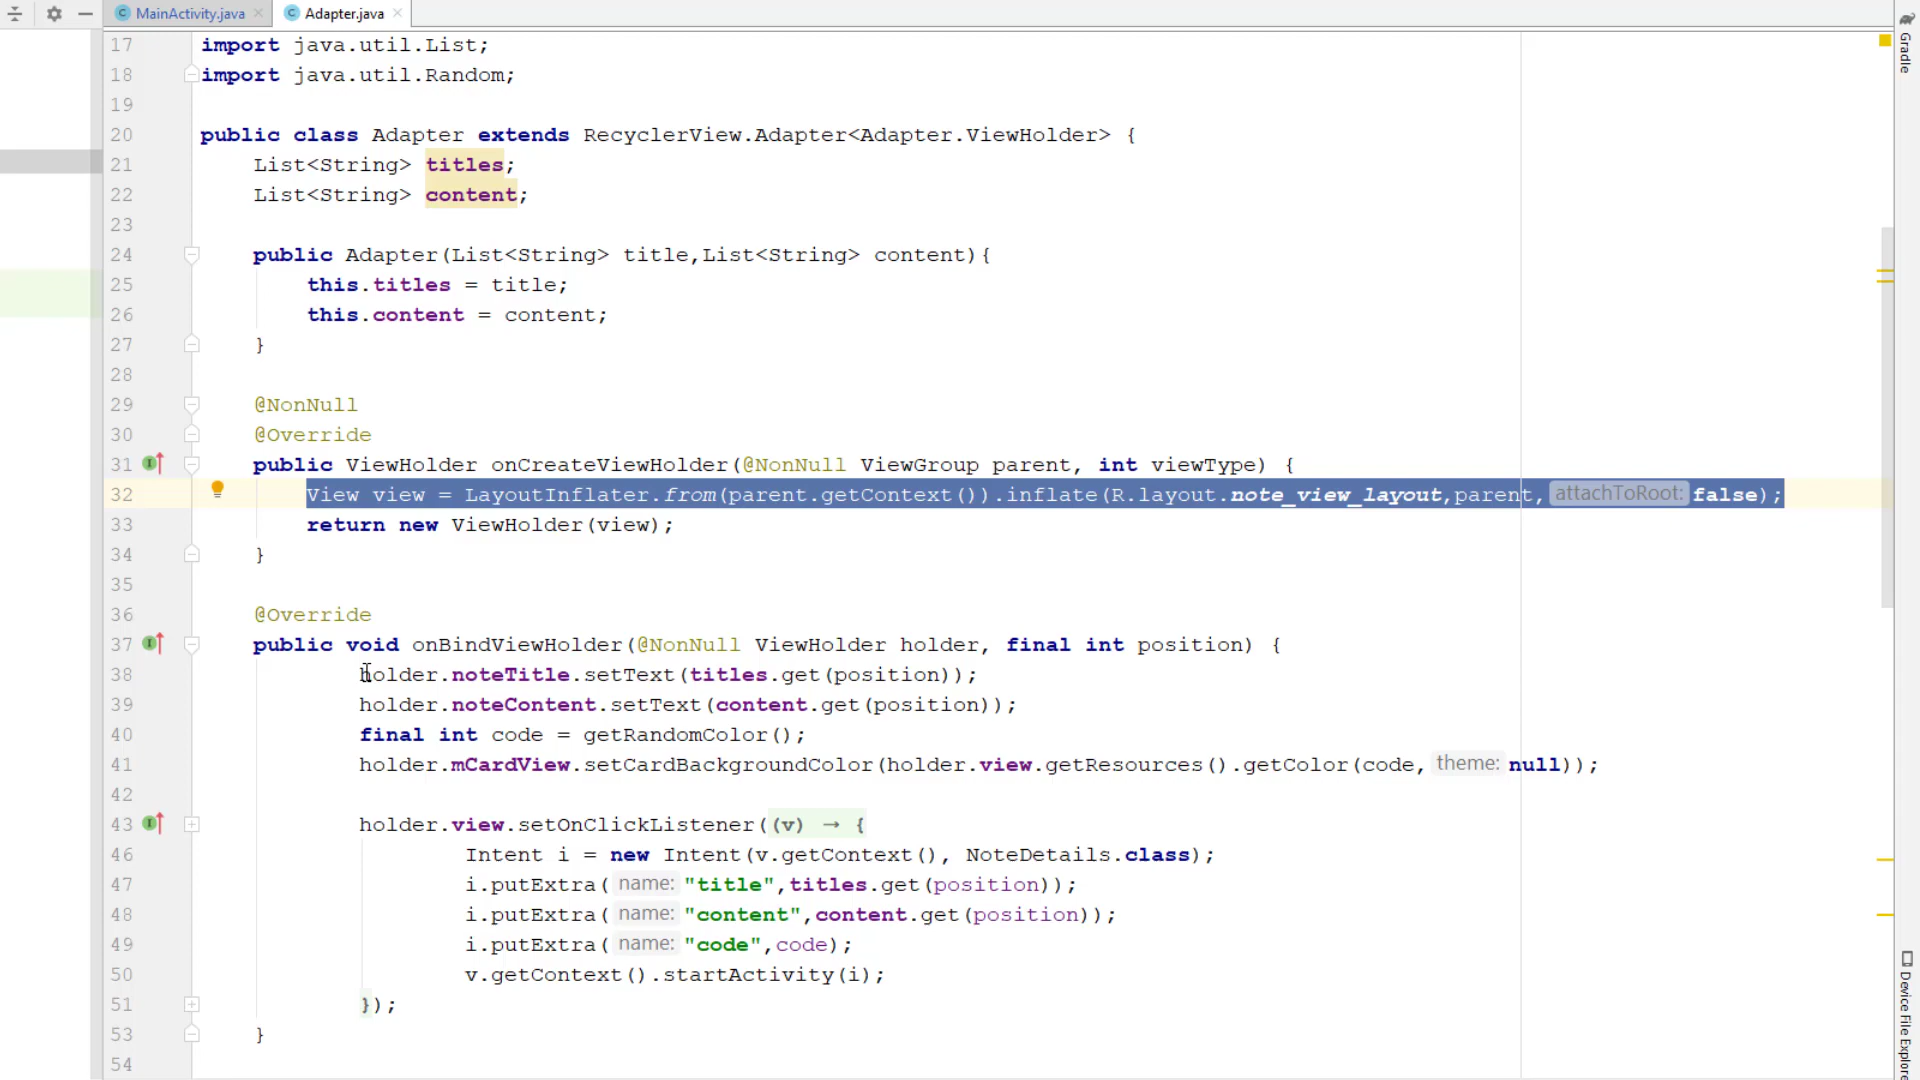 MainActivity.java
Adapter.java
17 import java.util.List;
18 import java.util.Random;
19
20 public class Adapter extends RecyclerView.Adapter<Adapter.ViewHolder> {
21 List<String> titles;
22 List<String> content;
23
24 public Adapter(List<String> title,List<String> content){
25 this.titles = title;
26 this.content = content;
27 }
28
29 @NonNull
30 @Override
31 public ViewHolder onCreateViewHolder(@NonNull ViewGroup parent, int viewType) {
32 View view = LayoutInflater.from(parent.getContext()).inflate(R.layout.note_view_layout,parent, attachToRoot: false);
33 return new ViewHolder(view);
34 }
35
36 @Override
37 public void onBindViewHolder(@NonNull ViewHolder holder, final int position) {
38 holder.noteTitle.setText(titles.get(position));
39 holder.noteContent.setText(content.get(position));
40 final int code = getRandomColor();
41 holder.mCardView.setCardBackgroundColor(holder.view.getResources().getColor(code, theme: null));
42
43 holder.view.setOnClickListener((v) → {
46 Intent i = new Intent(v.getContext(), NoteDetails.class);
47 i.putExtra( name: "title",titles.get(position));
48 i.putExtra( name: "content",content.get(position));
49 i.putExtra( name: "code",code);
50 v.getContext().startActivity(i);
51 });
53 }
54
Gradle
Device File Explore